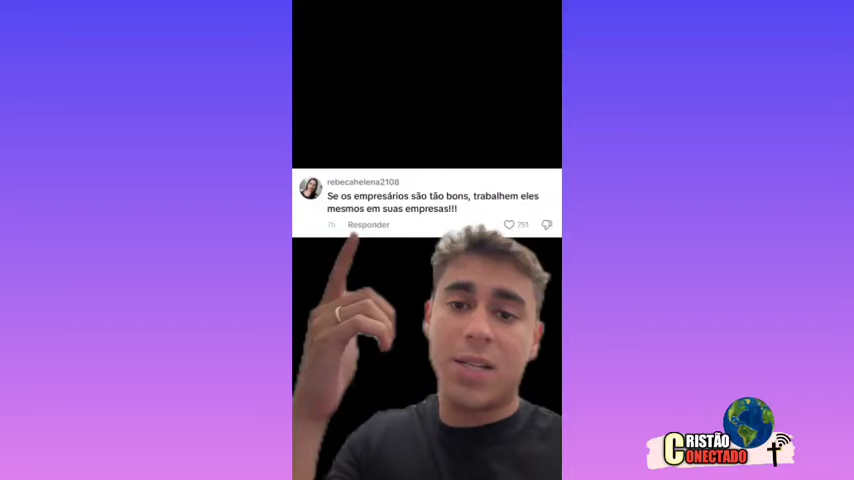 rebecahelena2108
Se os empresários são tão bons, trabalhem eles
mesmos em suas empresas!!!
7h Responder 751
CRISTÃO
CONECTADO